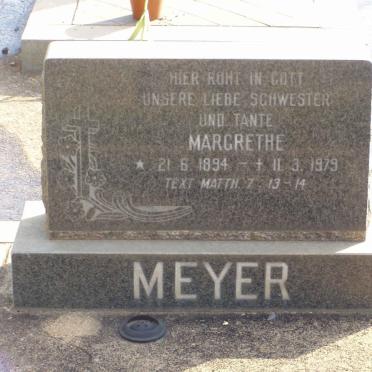 HIER RUHT IN GOTT
UNSERE LIEBE SCHWESTER
UND TANTE
MARGRETHE
* 21. 6. 1894 – + 11. 3. 1979
TEXT MATTH. 7. 13-14
MEYER